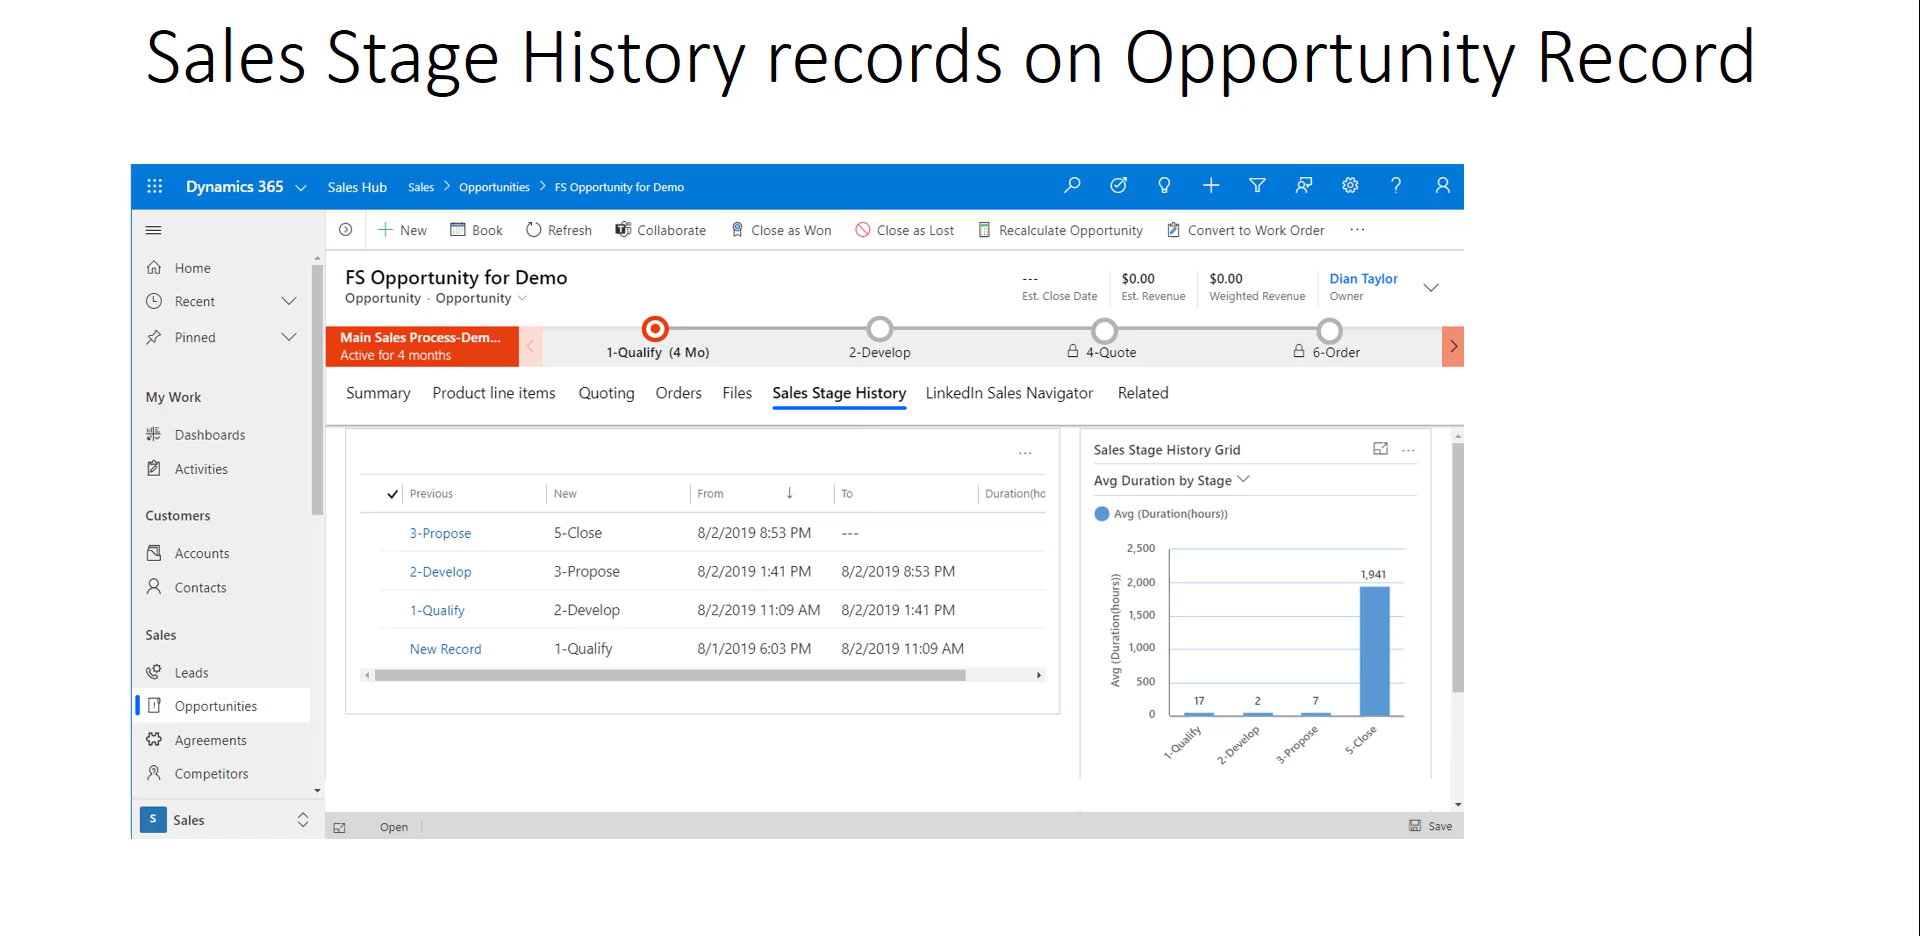 Sales Stage History records on Opportunity Record
Dynamics 365 Sales Hub Sales > Opportunities > FS Opportunity for Demo
New Book Refresh Collaborate Close as Won Close as Lost Recalculate Opportunity Convert to Work Order ...
Home
Recent
Pinned
My Work
Dashboards
Activities
Customers
Accounts
Contacts
Sales
Leads
Opportunities
Agreements
Competitors
S Sales
FS Opportunity for Demo
Opportunity · Opportunity
--- $0.00 $0.00 Dian Taylor
Est. Close Date Est. Revenue Weighted Revenue Owner
Main Sales Process-Dem...
Active for 4 months
1-Qualify (4 Mo) 2-Develop 4-Quote 6-Order
Summary Product line items Quoting Orders Files Sales Stage History LinkedIn Sales Navigator Related
...
Previous New From To Duration(ho
3-Propose 5-Close 8/2/2019 8:53 PM ---
2-Develop 3-Propose 8/2/2019 1:41 PM 8/2/2019 8:53 PM
1-Qualify 2-Develop 8/2/2019 11:09 AM 8/2/2019 1:41 PM
New Record 1-Qualify 8/1/2019 6:03 PM 8/2/2019 11:09 AM
Sales Stage History Grid ...
Avg Duration by Stage
Avg (Duration(hours))
Avg (Duration(hours))
2,500
2,000
1,500
1,000
500
0
17 2 7 1,941
1-Qualify 2-Develop 3-Propose 5-Close
Open Save